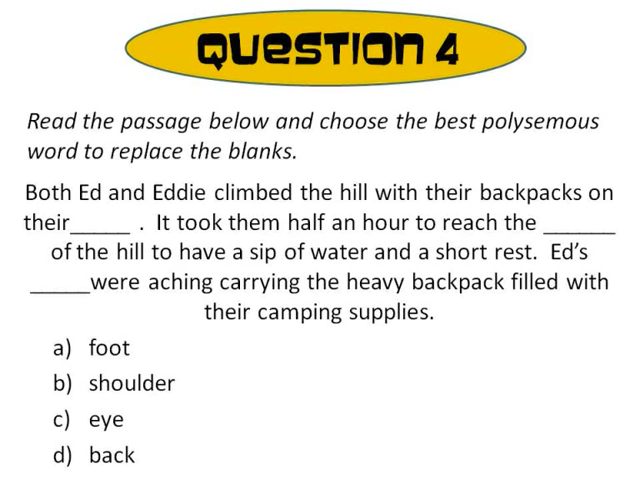 QUESTION 4
Read the passage below and choose the best polysemous
word to replace the blanks.
Both Ed and Eddie climbed the hill with their backpacks on
their_____ .  It took them half an hour to reach the ______
of the hill to have a sip of water and a short rest.  Ed's
_____were aching carrying the heavy backpack filled with
their camping supplies.
a) foot
b) shoulder
c) eye
d) back